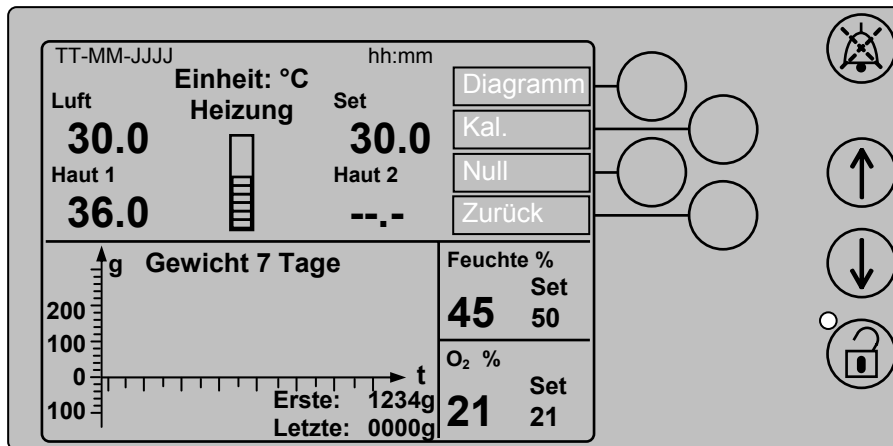 TT-MM-JJJJ hh:mm
Einheit: °C
Luft Heizung Set
30.0 30.0
Haut 1 Haut 2
36.0 --.-
Diagramm
Kal.
Null
Zurück
g Gewicht 7 Tage
200
100
0 t
100
Erste: 1234g
Letzte: 0000g
Feuchte %
Set
45 50
O₂ %
Set
21 21